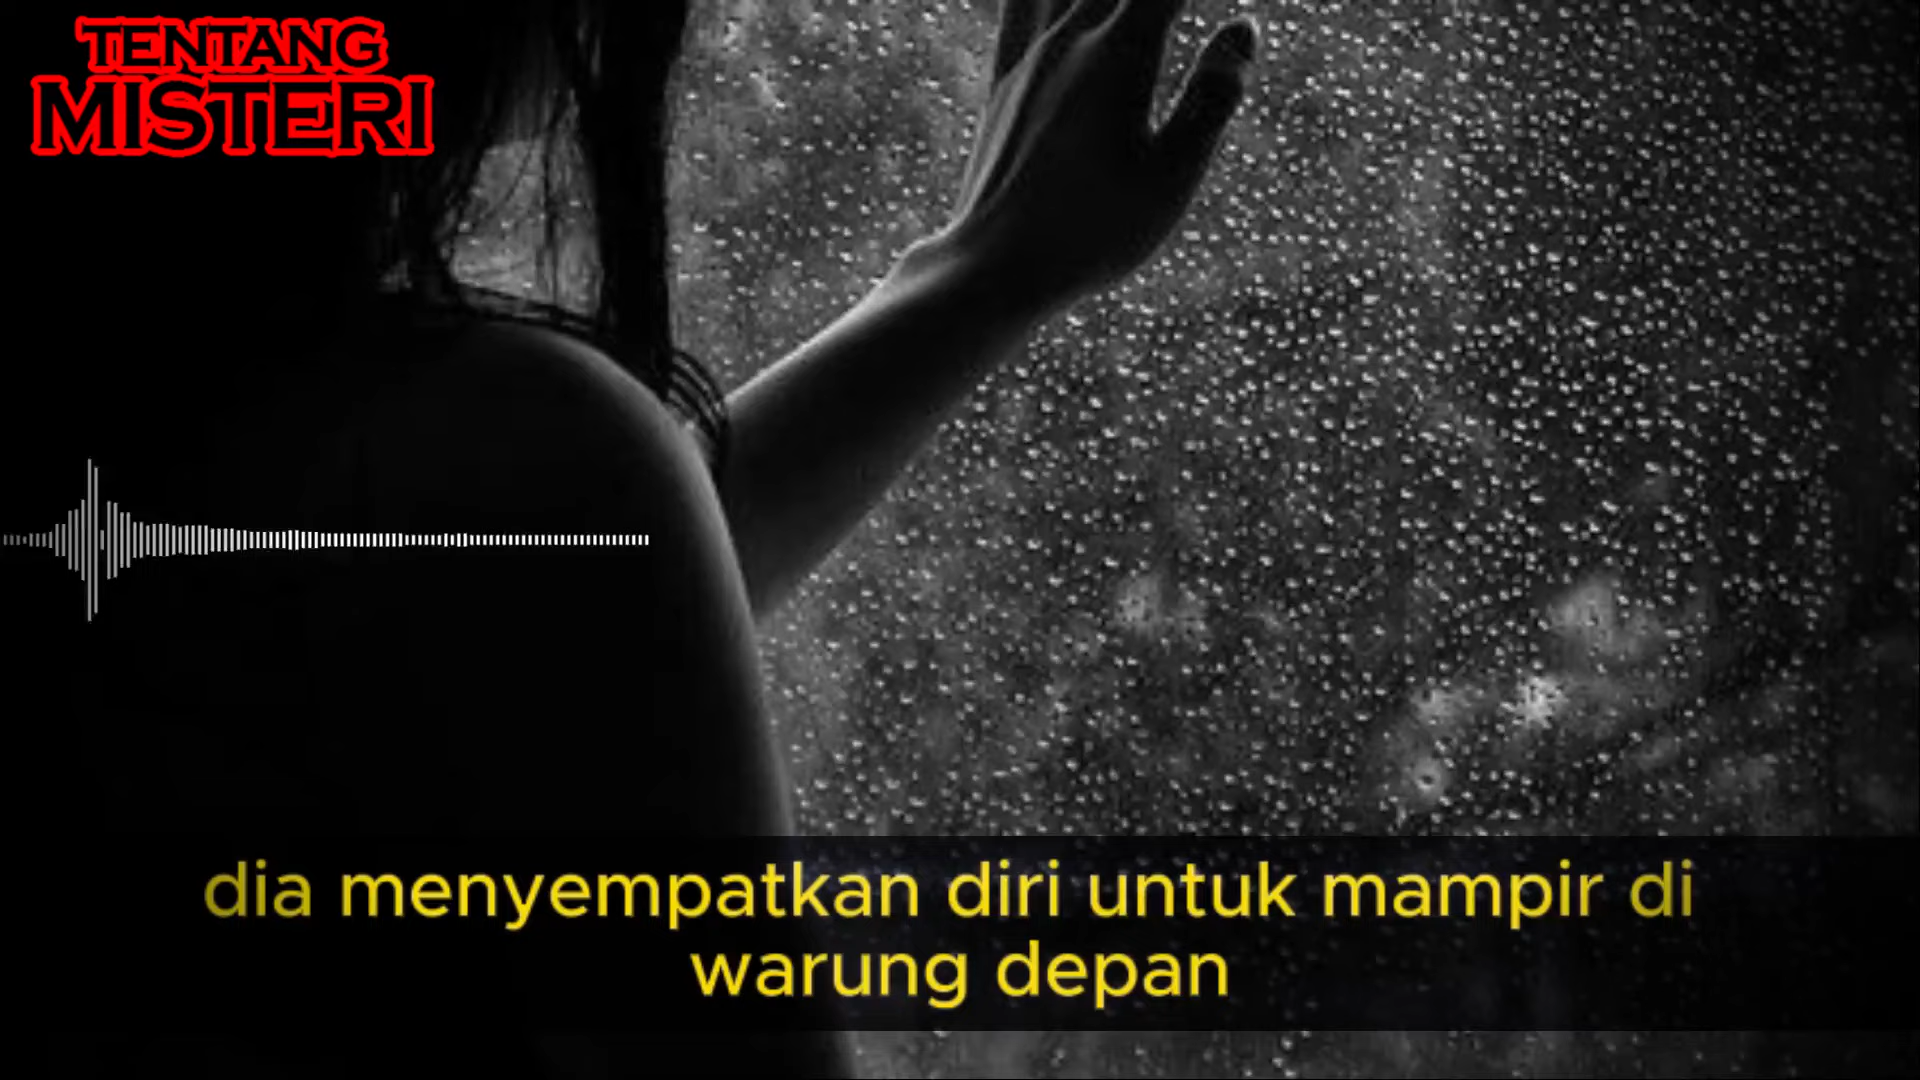 TENTANG
MISTERI
dia menyempatkan diri untuk mampir di
warung depan